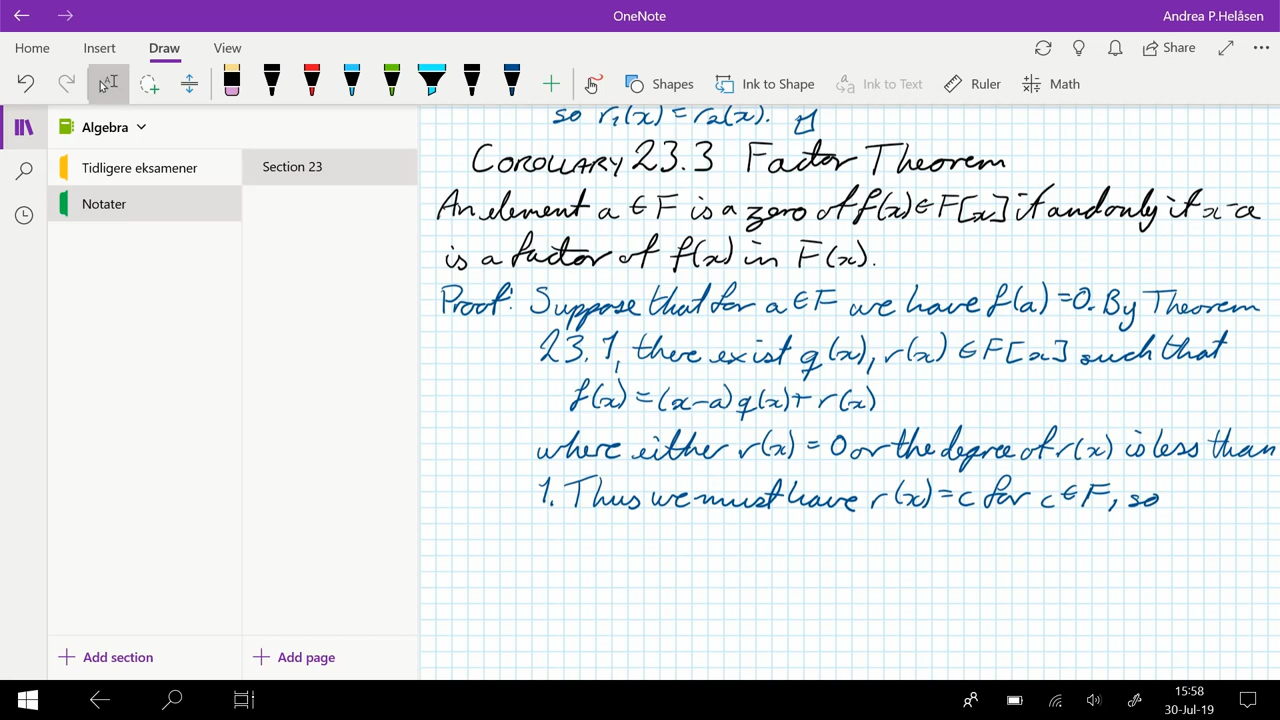 OneNote
Andrea P.Helåsen
Home Insert Draw View
Share
Shapes Ink to Shape Ink to Text Ruler Math
Algebra
Tidligere eksamener
Notater
Section 23
so r₁(x) = r₂(x). □
COROLLARY 23.3 Factor Theorem
An element a ∈ F is a zero of f(x) ∈ F[x] if and only if x-a
is a factor of f(x) in F(x).
Proof: Suppose that for a ∈ F we have f(a) = 0. By Theorem
23.1, there exist q(x), r(x) ∈ F[x] such that
f(x) = (x-a)q(x) + r(x)
where either r(x) = 0 or the degree of r(x) is less than
1. Thus we must have r(x) = c for c ∈ F, so
Add section
Add page
15:58
30-Jul-19